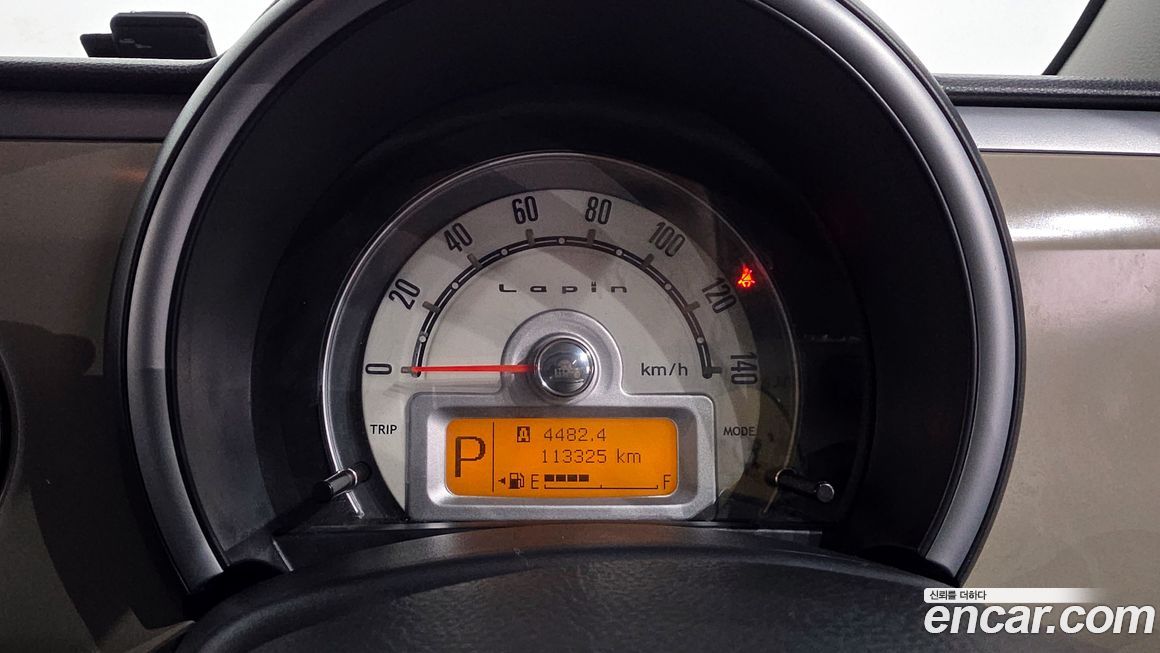 0
20
40
60
80
100
120
140
Lapin
km/h
TRIP
MODE
P
A 4482.4
113325 km
E F
신뢰를 더하다
encar.com